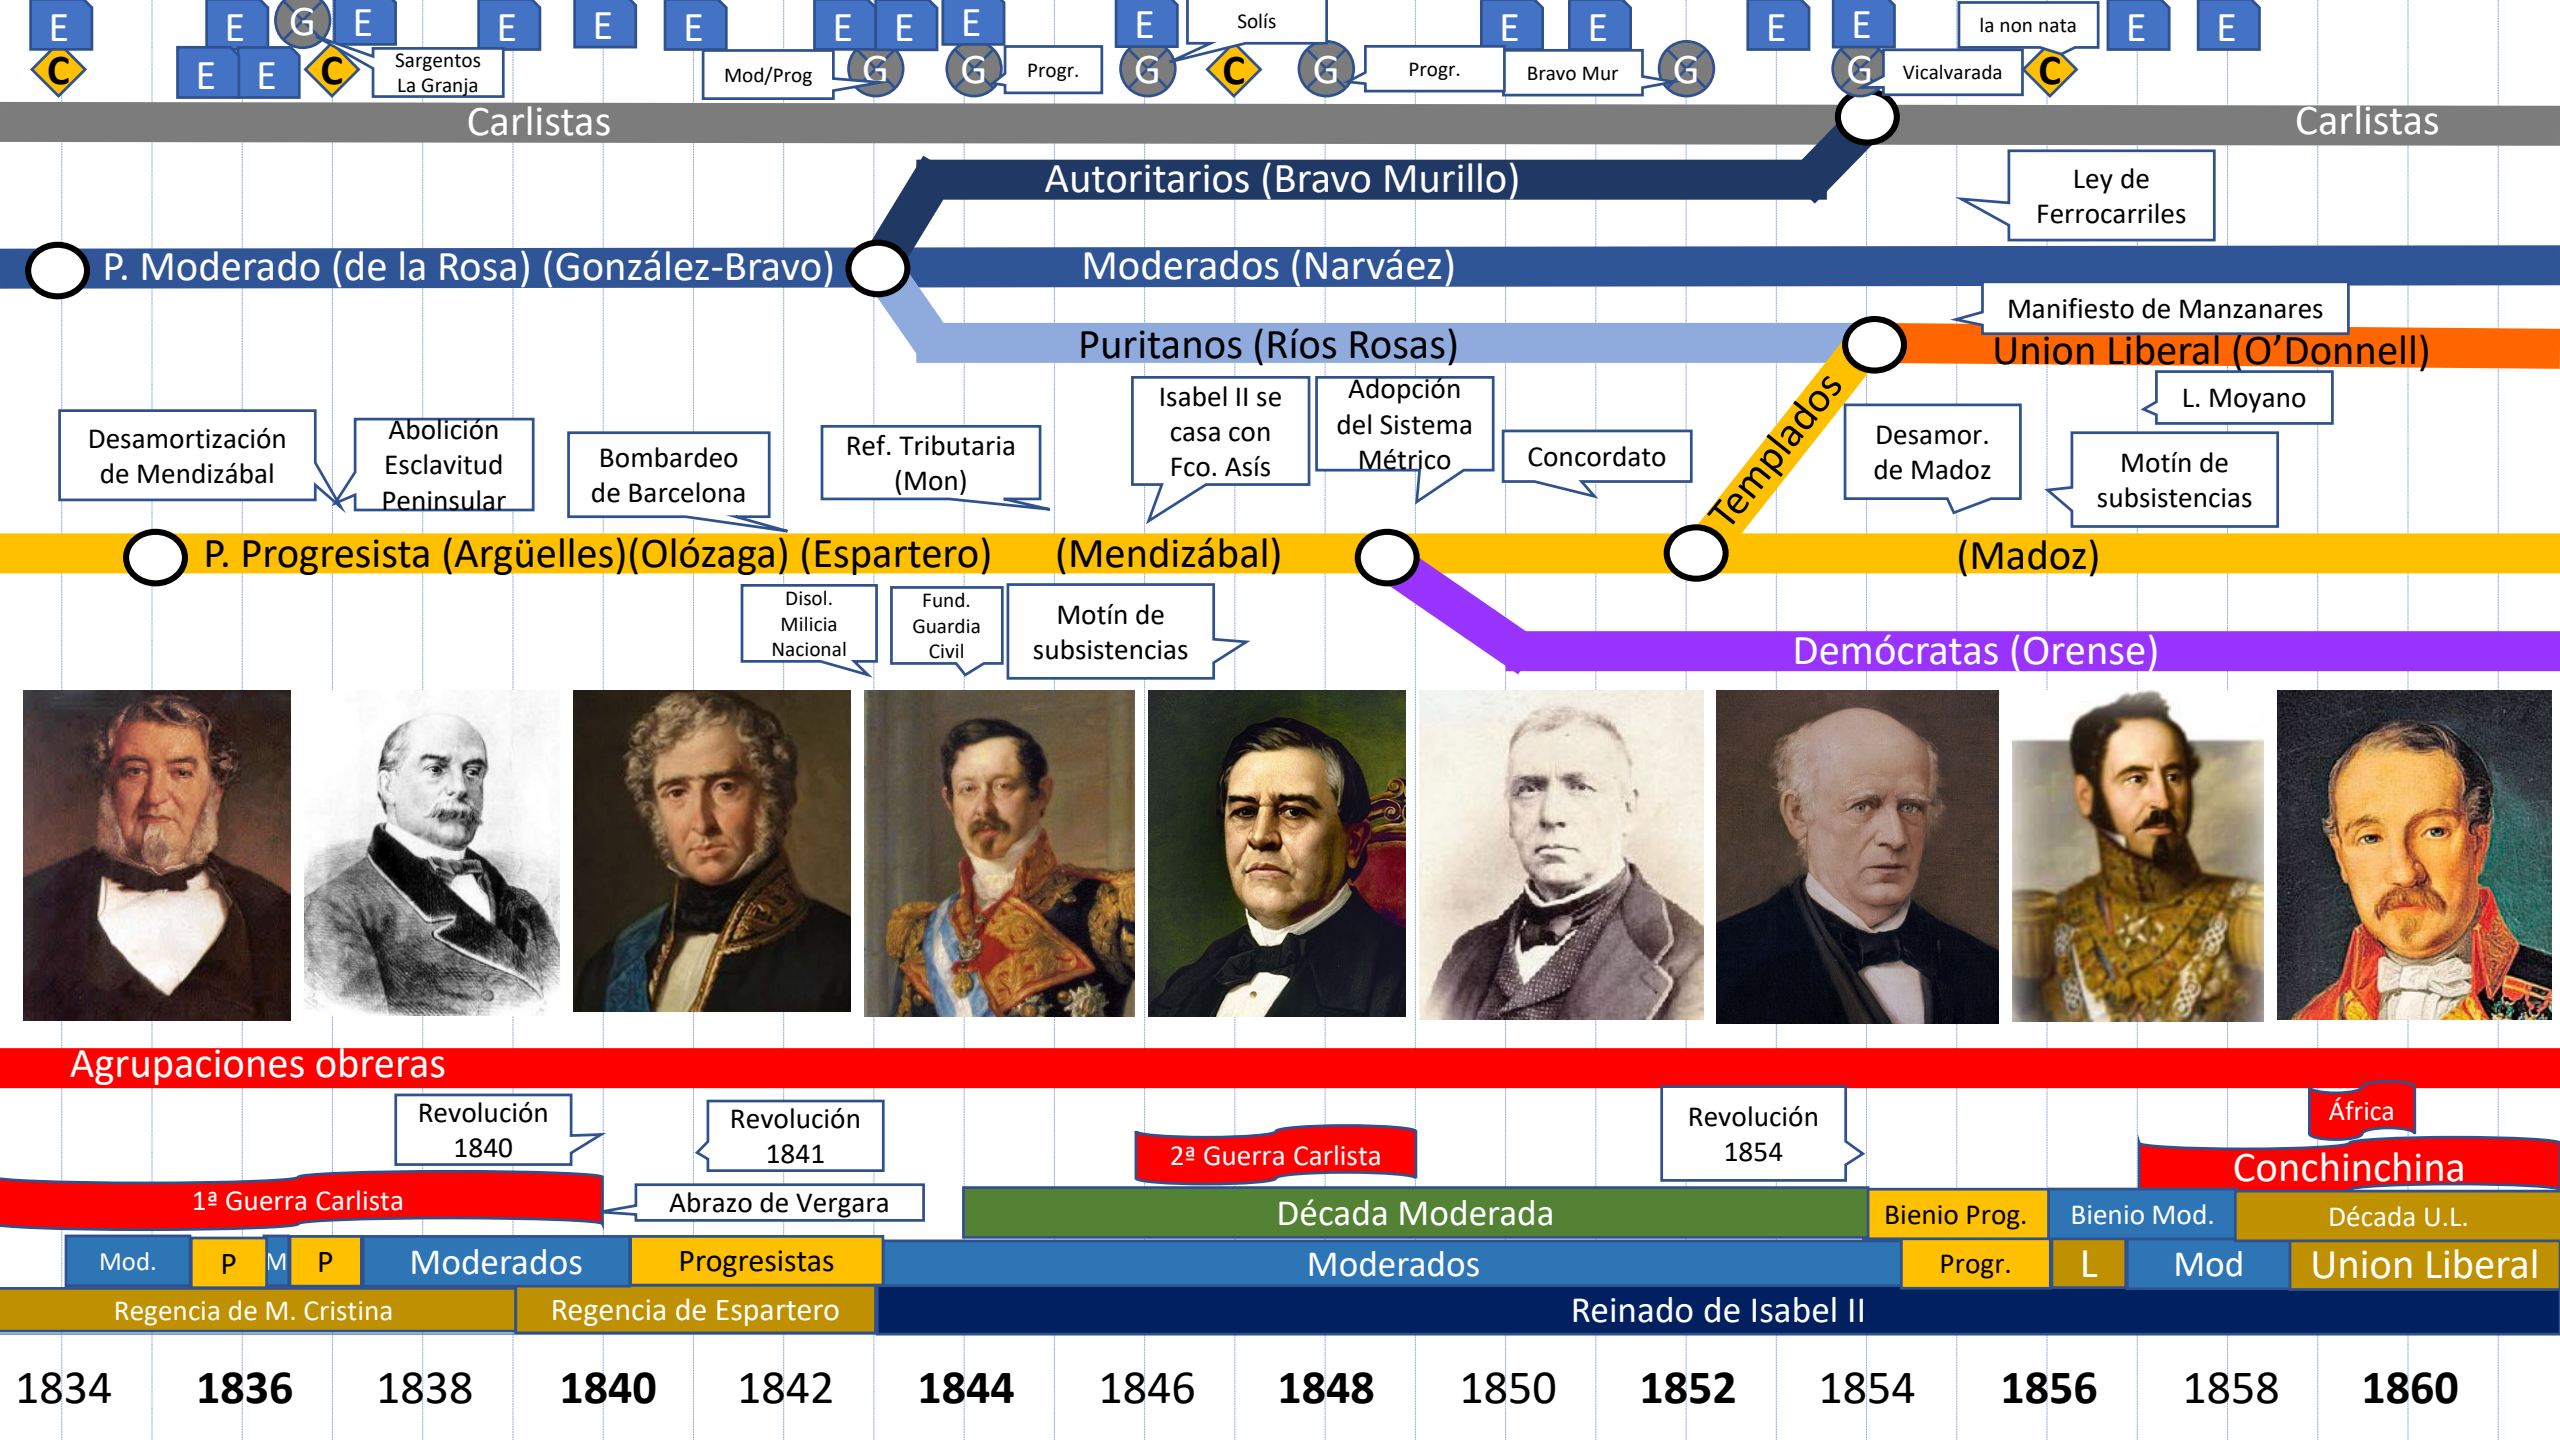 E
E
G
E
E
E
E
E
E
E
E
Solís
E
E
E
E
la non nata
E
E
C
E
E
C
Sargentos
La Granja
Mod/Prog
G
G
Progr.
G
C
G
Progr.
Bravo Mur
G
G
Vicalvarada
C
Carlistas
Carlistas
Autoritarios (Bravo Murillo)
Ley de
Ferrocarriles
P. Moderado (de la Rosa) (González-Bravo)
Moderados (Narváez)
Manifiesto de Manzanares
Puritanos (Ríos Rosas)
Union Liberal (O’Donnell)
Templados
Desamortización
de Mendizábal
Abolición
Esclavitud
Peninsular
Bombardeo
de Barcelona
Ref. Tributaria
(Mon)
Isabel II se
casa con
Fco. Asís
Adopción
del Sistema
Métrico
Concordato
Desamor.
de Madoz
L. Moyano
Motín de
subsistencias
P. Progresista (Argüelles)(Olózaga) (Espartero)
(Mendizábal)
(Madoz)
Disol.
Milicia
Nacional
Fund.
Guardia
Civil
Motín de
subsistencias
Demócratas (Orense)
Agrupaciones obreras
Revolución
1840
Revolución
1841
2ª Guerra Carlista
Revolución
1854
África
Conchinchina
1ª Guerra Carlista
Abrazo de Vergara
Década Moderada
Bienio Prog.
Bienio Mod.
Década U.L.
Mod.
P
M
P
Moderados
Progresistas
Moderados
Progr.
L
Mod
Union Liberal
Regencia de M. Cristina
Regencia de Espartero
Reinado de Isabel II
1834
1836
1838
1840
1842
1844
1846
1848
1850
1852
1854
1856
1858
1860